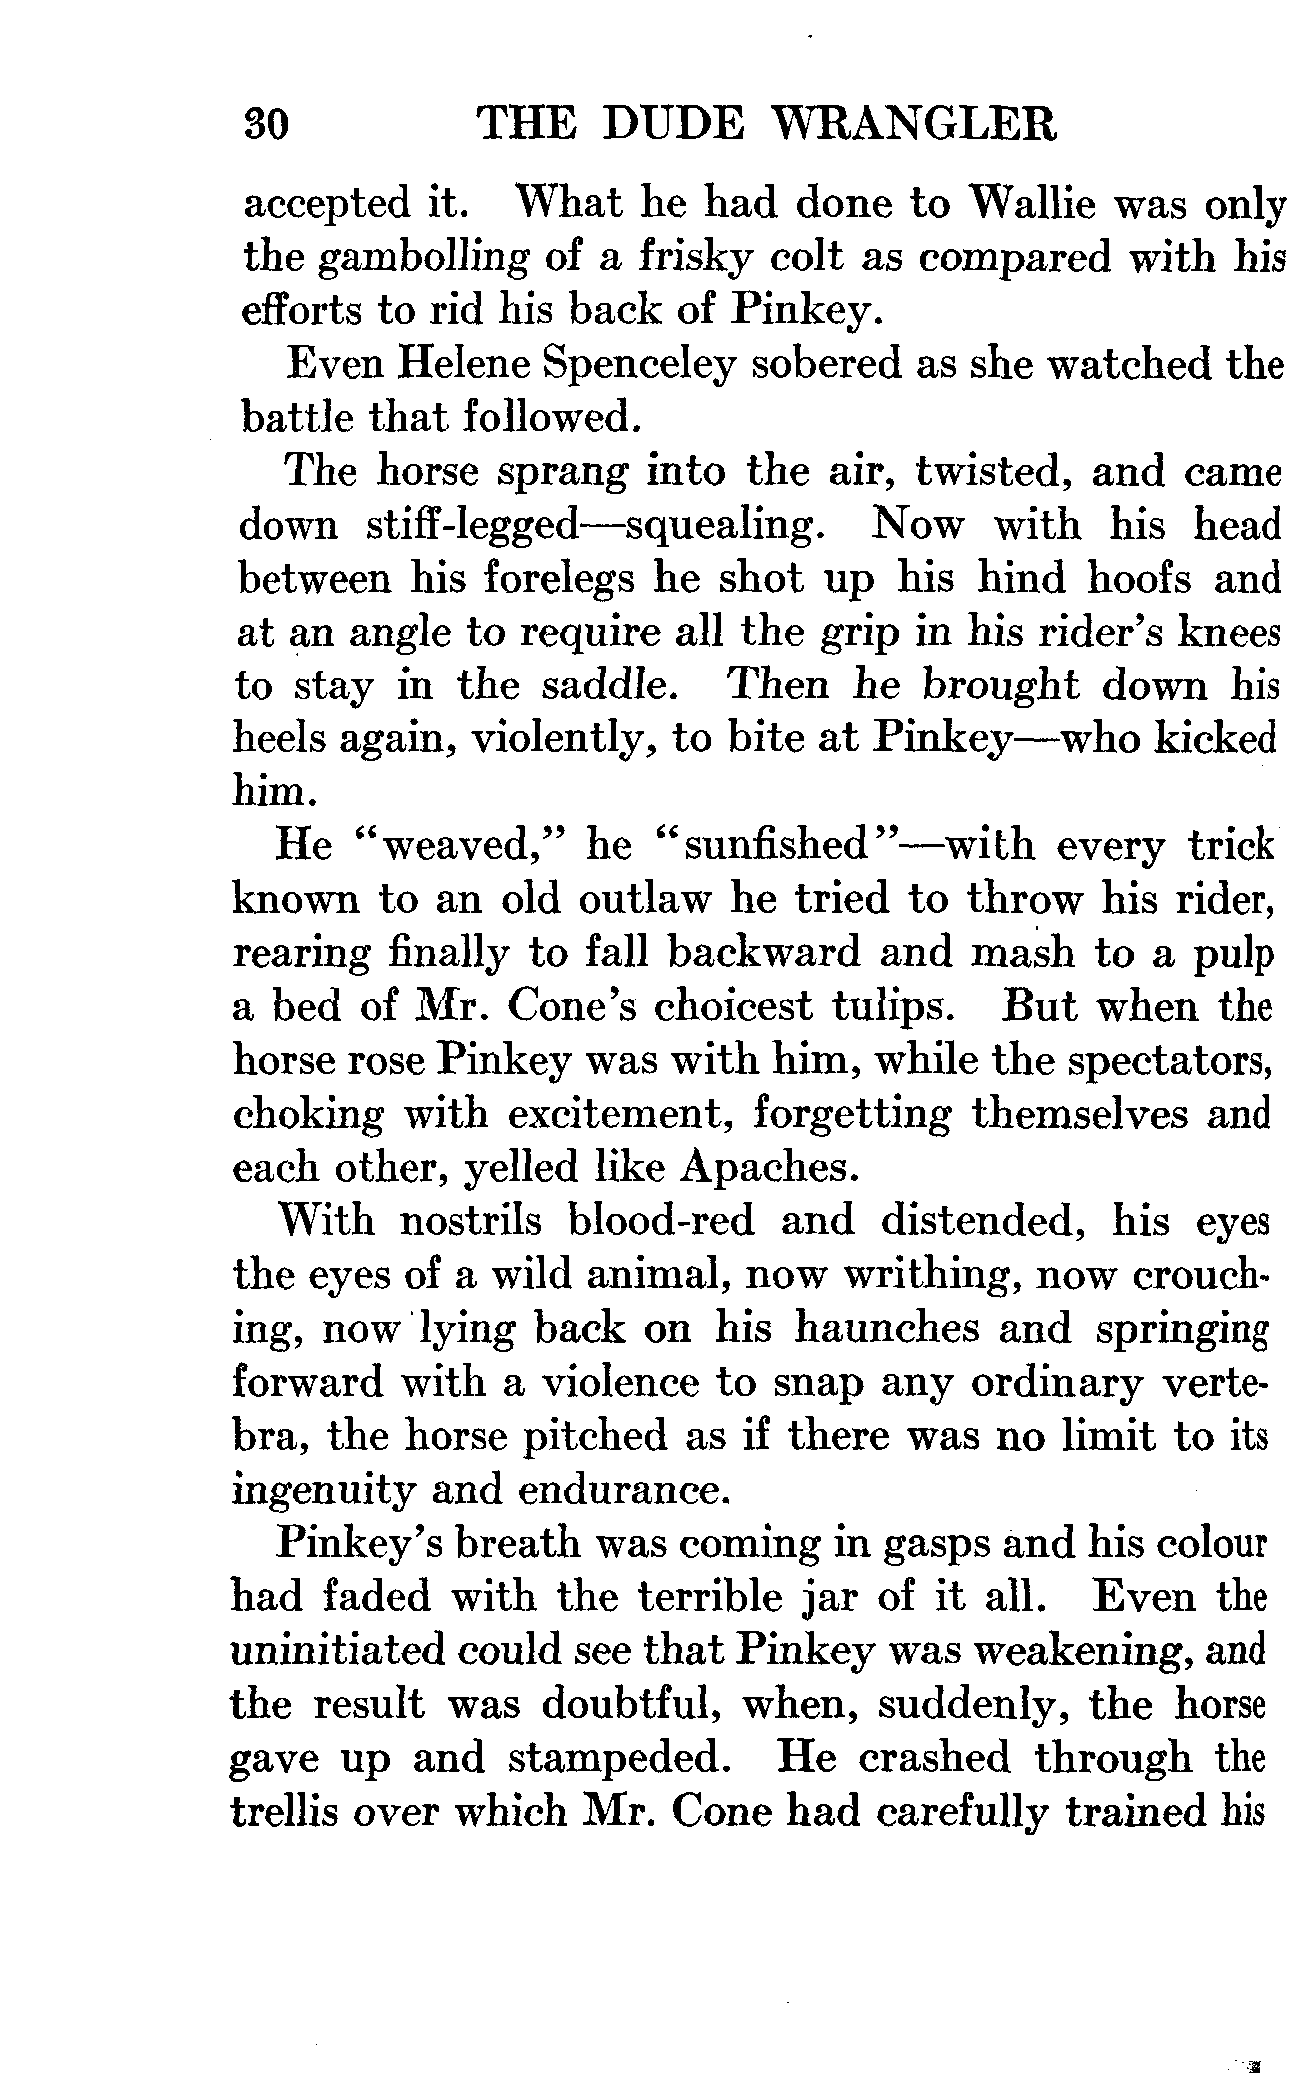 30 THE DUDE WRANGLER
accepted it. What he had done to Wallie was only
the gambolling of a frisky colt as compared with his
efforts to rid his back of Pinkey.
Even Helene Spenceley sobered as she watched the
battle that followed.
The horse sprang into the air, twisted, and came
down stiff-legged—squealing. Now with his head
between his forelegs he shot up his hind hoofs and
at an angle to require all the grip in his rider's knees
to stay in the saddle. Then he brought down his
heels again, violently, to bite at Pinkey—who kicked
him.
He "weaved," he "sunfished"—with every trick
known to an old outlaw he tried to throw his rider,
rearing finally to fall backward and mash to a pulp
a bed of Mr. Cone's choicest tulips. But when the
horse rose Pinkey was with him, while the spectators,
choking with excitement, forgetting themselves and
each other, yelled like Apaches.
With nostrils blood-red and distended, his eyes
the eyes of a wild animal, now writhing, now crouch-
ing, now lying back on his haunches and springing
forward with a violence to snap any ordinary verte-
bra, the horse pitched as if there was no limit to its
ingenuity and endurance.
Pinkey's breath was coming in gasps and his colour
had faded with the terrible jar of it all. Even the
uninitiated could see that Pinkey was weakening, and
the result was doubtful, when, suddenly, the horse
gave up and stampeded. He crashed through the
trellis over which Mr. Cone had carefully trained his